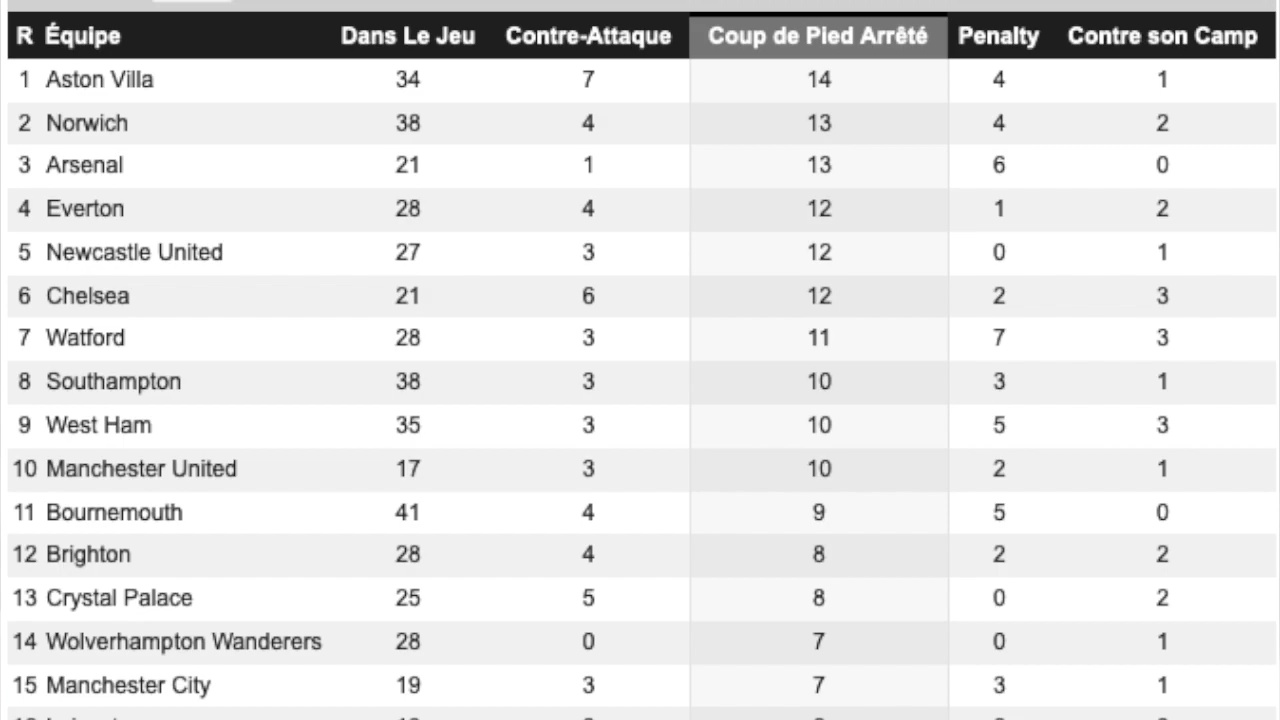 R Équipe Dans Le Jeu Contre-Attaque Coup de Pied Arrêté Penalty Contre son Camp
1 Aston Villa 34 7 14 4 1
2 Norwich 38 4 13 4 2
3 Arsenal 21 1 13 6 0
4 Everton 28 4 12 1 2
5 Newcastle United 27 3 12 0 1
6 Chelsea 21 6 12 2 3
7 Watford 28 3 11 7 3
8 Southampton 38 3 10 3 1
9 West Ham 35 3 10 5 3
10 Manchester United 17 3 10 2 1
11 Bournemouth 41 4 9 5 0
12 Brighton 28 4 8 2 2
13 Crystal Palace 25 5 8 0 2
14 Wolverhampton Wanderers 28 0 7 0 1
15 Manchester City 19 3 7 3 1